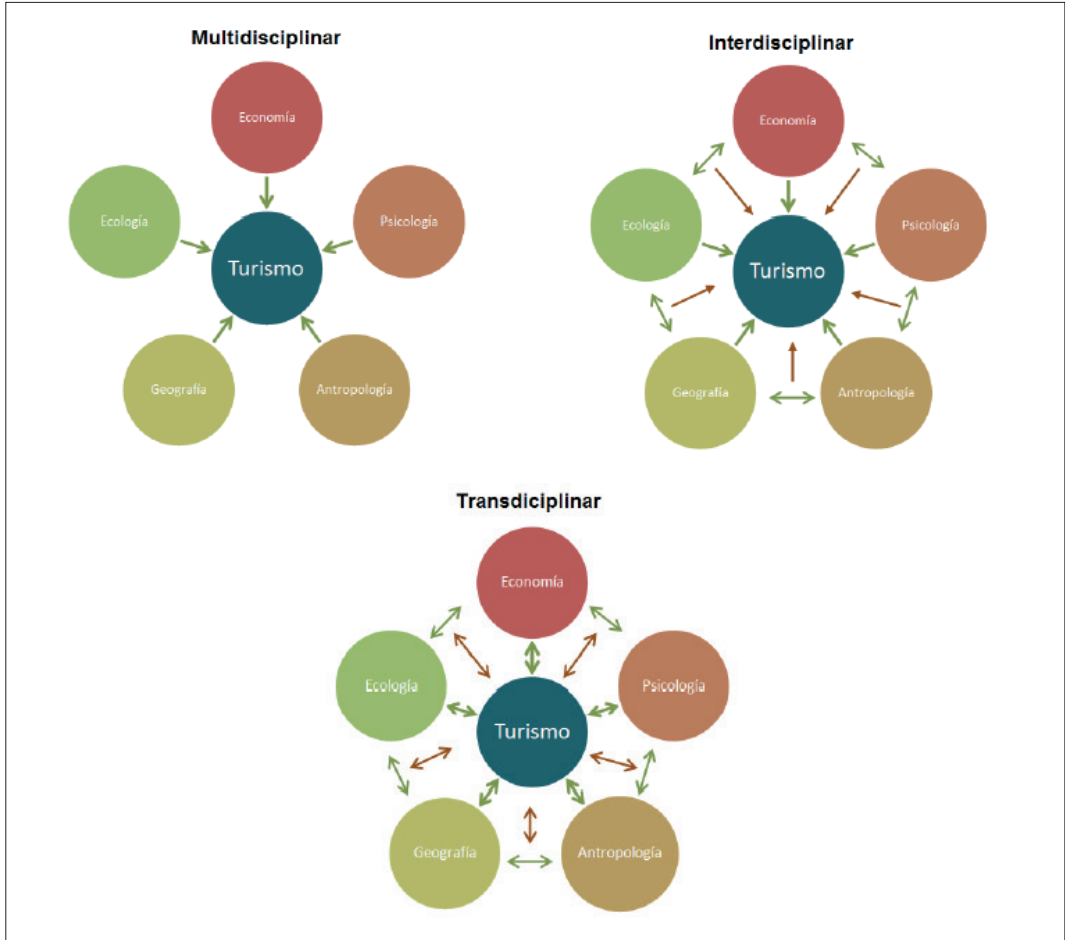 Multidisciplinar
Economía
Ecología
Psicología
Turismo
Geografía
Antropología
Interdisciplinar
Economía
Ecología
Psicología
Turismo
Geografía
Antropología
Transdiciplinar
Economía
Ecología
Psicología
Turismo
Geografía
Antropología